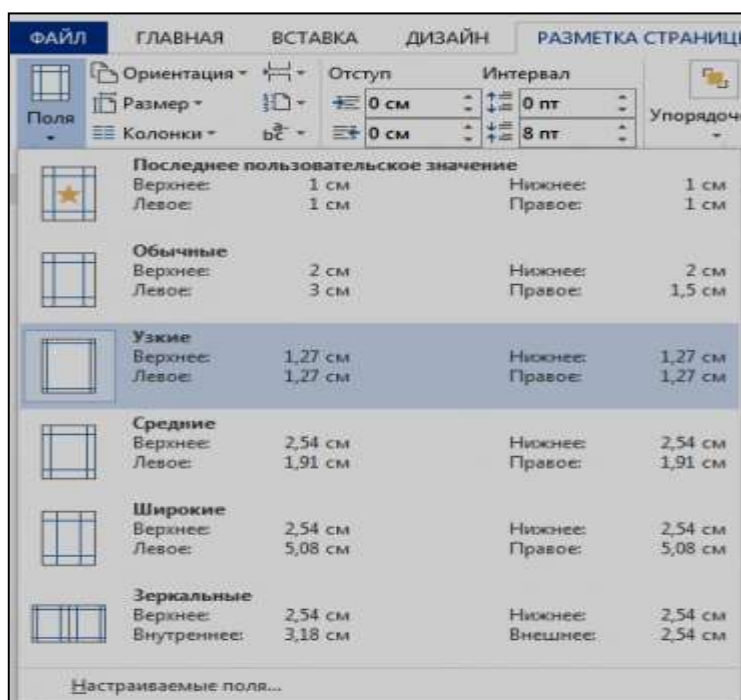 ФАЙЛ ГЛАВНАЯ ВСТАВКА ДИЗАЙН РАЗМЕТКА СТРАНИЦ
Ориентация Отступ Интервал
Поля Размер 0 см 0 пт Упорядоч
Колонки 0 см 8 пт
Последнее пользовательское значение
Верхнее: 1 см Нижнее: 1 см
Левое: 1 см Правое: 1 см
Обычные
Верхнее: 2 см Нижнее: 2 см
Левое: 3 см Правое: 1,5 см
Узкие
Верхнее: 1,27 см Нижнее: 1,27 см
Левое: 1,27 см Правое: 1,27 см
Средние
Верхнее: 2,54 см Нижнее: 2,54 см
Левое: 1,91 см Правое: 1,91 см
Широкие
Верхнее: 2,54 см Нижнее: 2,54 см
Левое: 5,08 см Правое: 5,08 см
Зеркальные
Верхнее: 2,54 см Нижнее: 2,54 см
Внутреннее: 3,18 см Внешнее: 2,54 см
Настраиваемые поля...